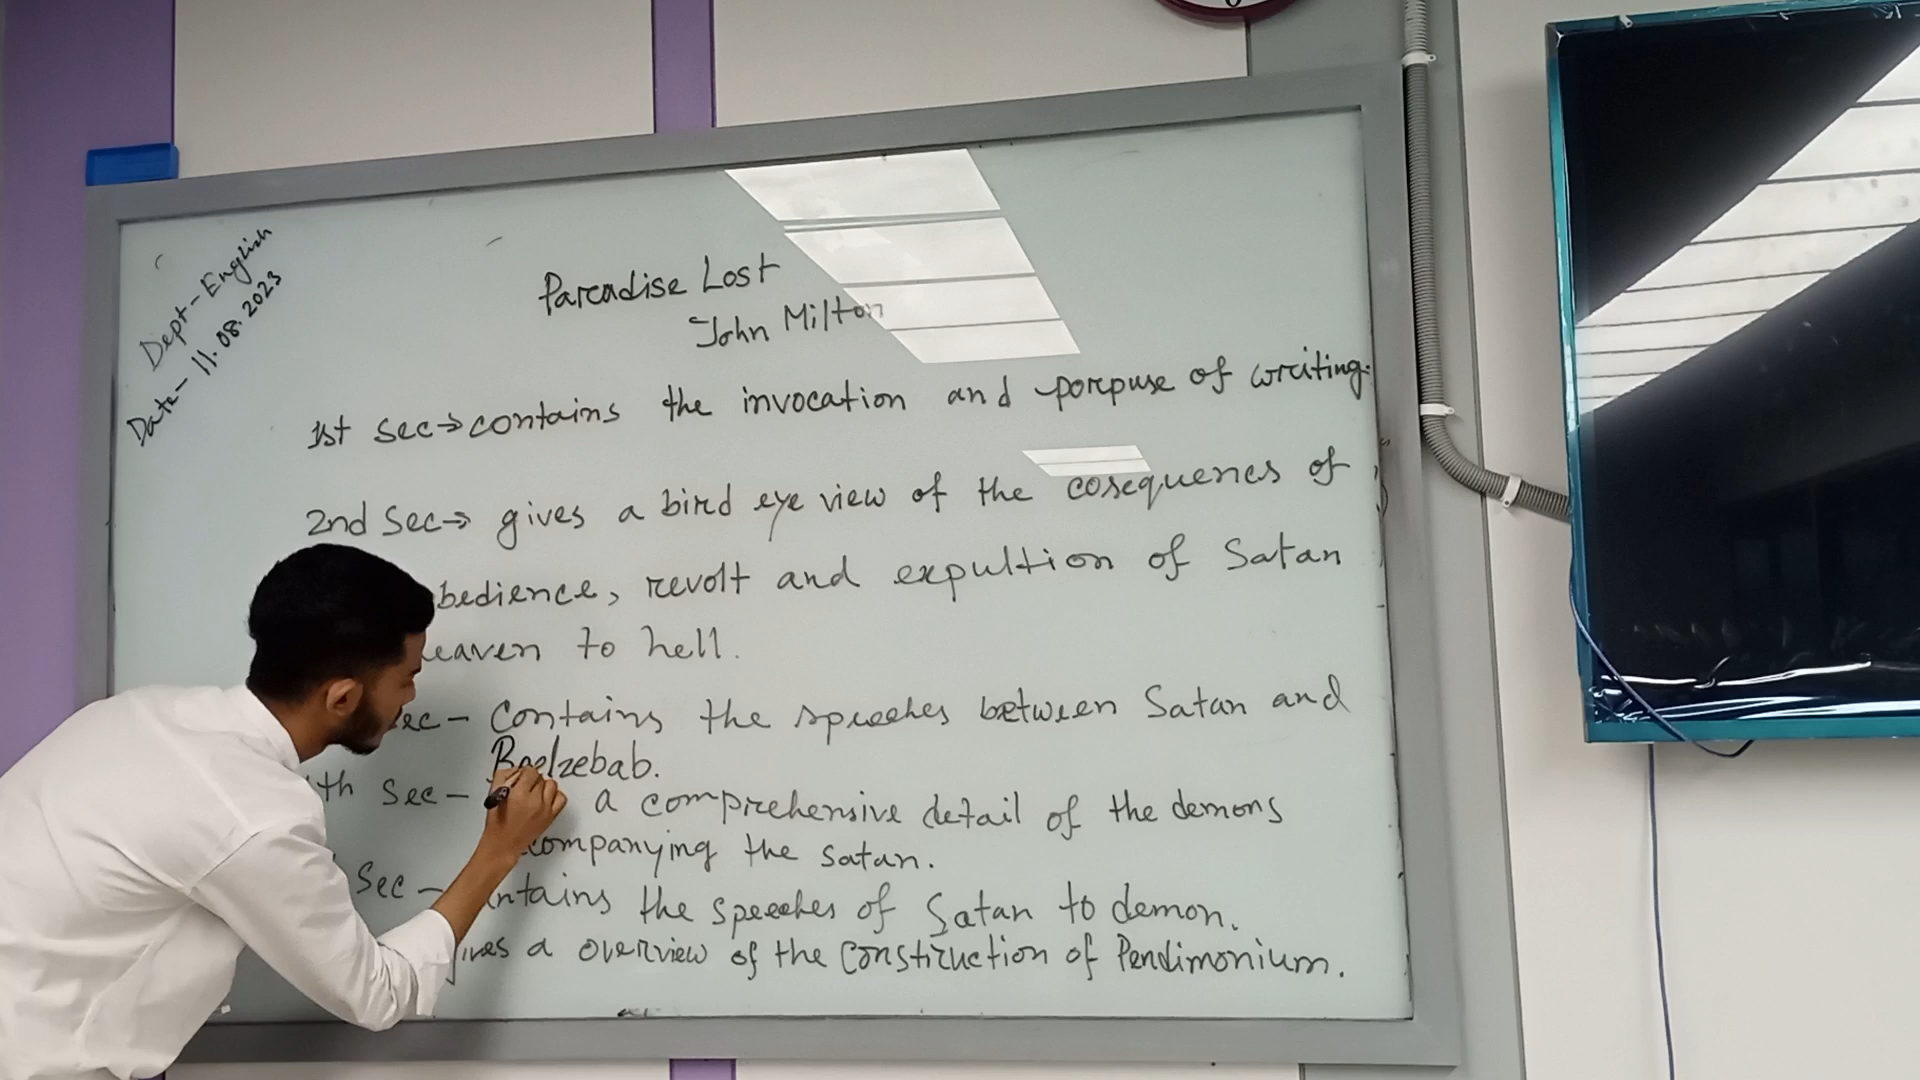 Dept - English
Date - 11.08.2023
Paradise Lost
John Milton
1st sec → contains the invocation and porpuse of writing.
2nd Sec → gives a bird eye view of the cosequences of
bedience, revolt and expultion of Satan
eaven to hell.
ec - Contains the speeches between Satan and
Beelzebab.
th Sec - a comprehensive detail of the demons
companying the satan.
Sec - ntains the speeches of Satan to demon.
gives a overview of the Construction of Pendimonium.